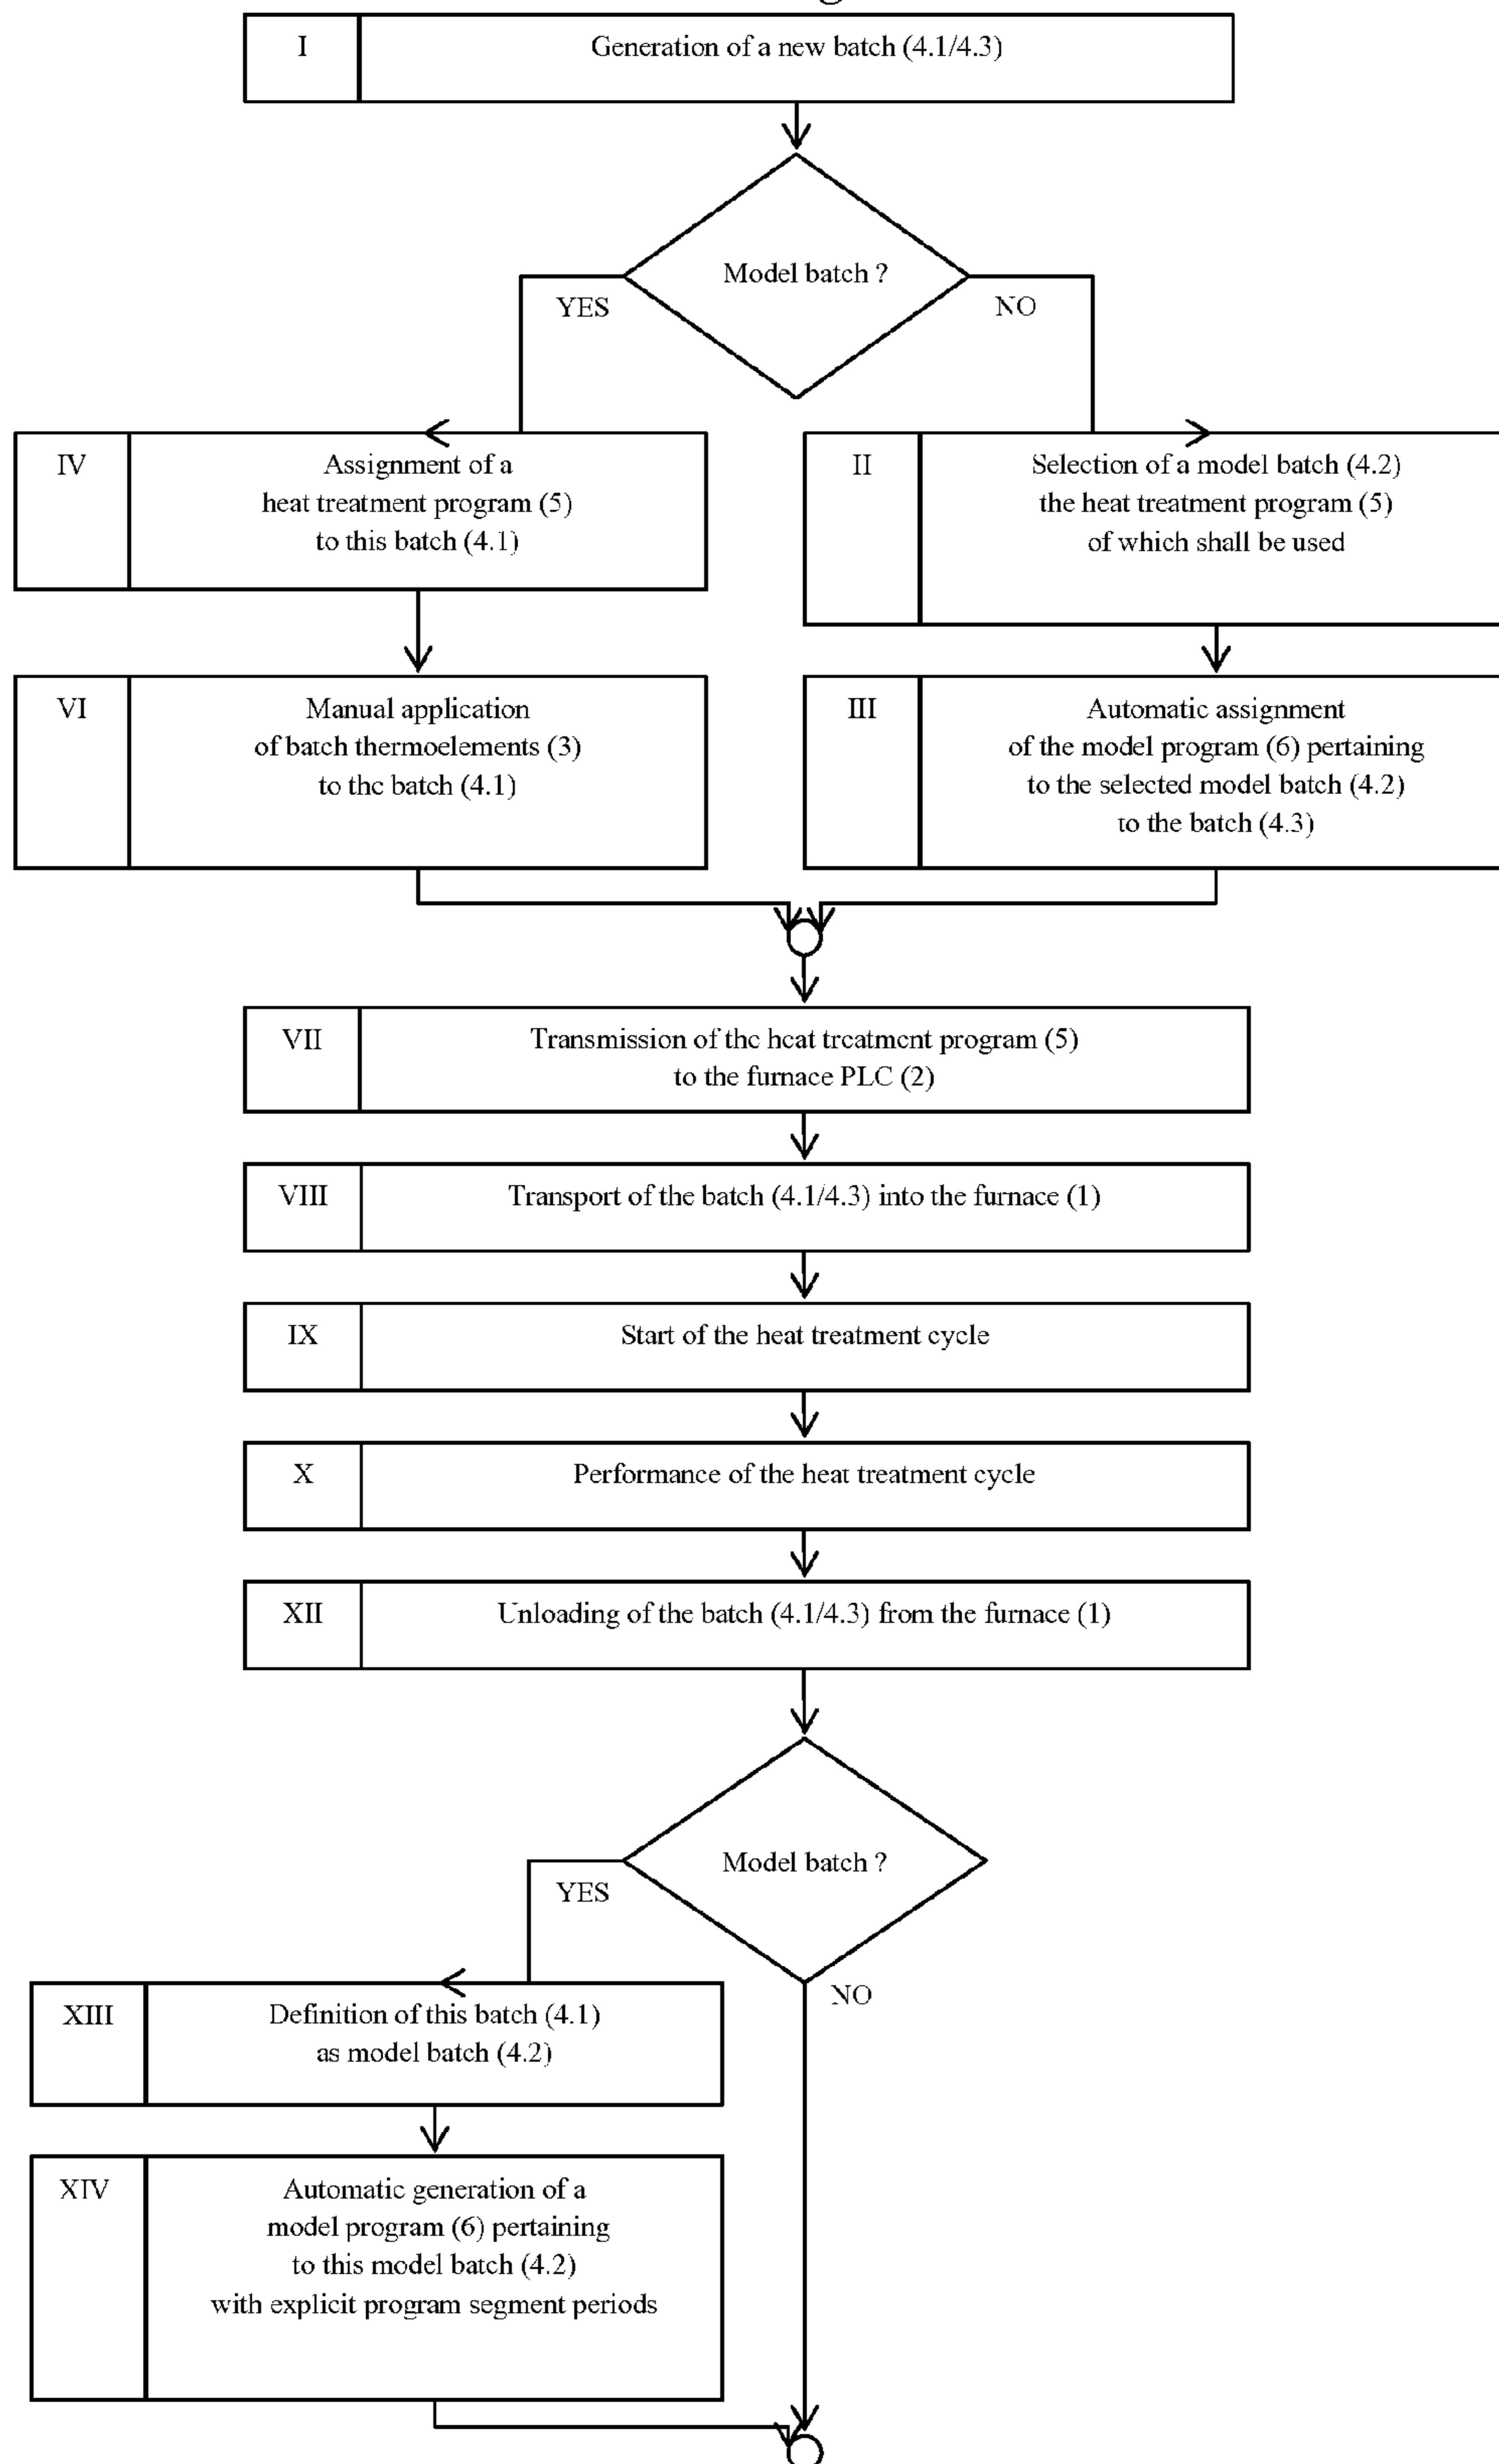 I
Generation of a new batch (4.1/4.3)
Model batch ?
YES
NO
IV
Assignment of a
heat treatment program (5)
to this batch (4.1)
II
Selection of a model batch (4.2)
the heat treatment program (5)
of which shall be used
VI
Manual application
of batch thermoelements (3)
to the batch (4.1)
III
Automatic assignment
of the model program (6) pertaining
to the selected model batch (4.2)
to the batch (4.3)
VII
Transmission of the heat treatment program (5)
to the furnace PLC (2)
VIII
Transport of the batch (4.1/4.3) into the furnace (1)
IX
Start of the heat treatment cycle
X
Performance of the heat treatment cycle
XII
Unloading of the batch (4.1/4.3) from the furnace (1)
Model batch ?
YES
NO
XIII
Definition of this batch (4.1)
as model batch (4.2)
XIV
Automatic generation of a
model program (6) pertaining
to this model batch (4.2)
with explicit program segment periods